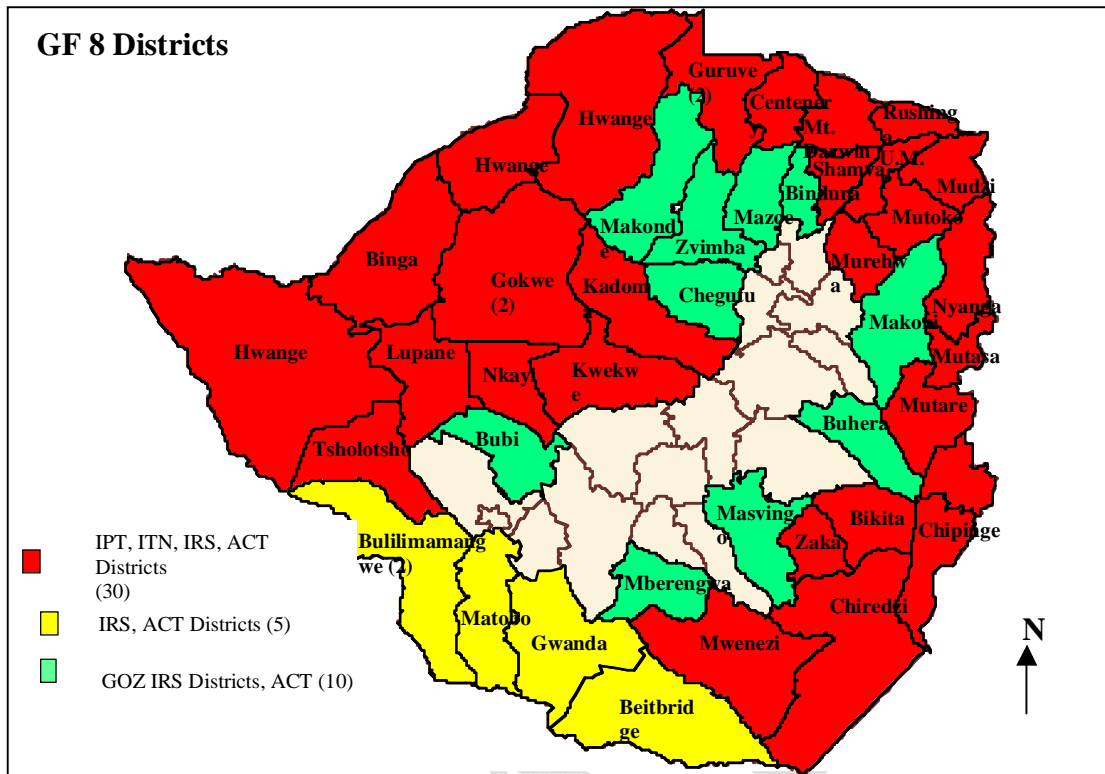 GF 8 Districts
Guruve
(2)
Centener
y
Rushing
a
Mt.
Darwin
Hwange
U.M.
P
Shamva
Hwange
Bindura
Mudzi
Mutoko
Makond
e
Mazoe
Zvimba
Murehw
a
Binga
Gokwe
(2)
Kadom
a
Chegutu
Nyanga
Makoni
Hwange
Lupane
Mutasa
Nkayi
Kwekw
e
Mutare
Buhera
Tsholotsho
Bubi
Masving
o
Bikita
Chipinge
Zaka
Bulilimamang
we (2)
Mberengwa
Chiredzi
Matobo
Gwanda
Mwenezi
Beitbrid
ge
IPT, ITN, IRS, ACT
Districts
(30)
IRS, ACT Districts (5)
GOZ IRS Districts, ACT (10)
N